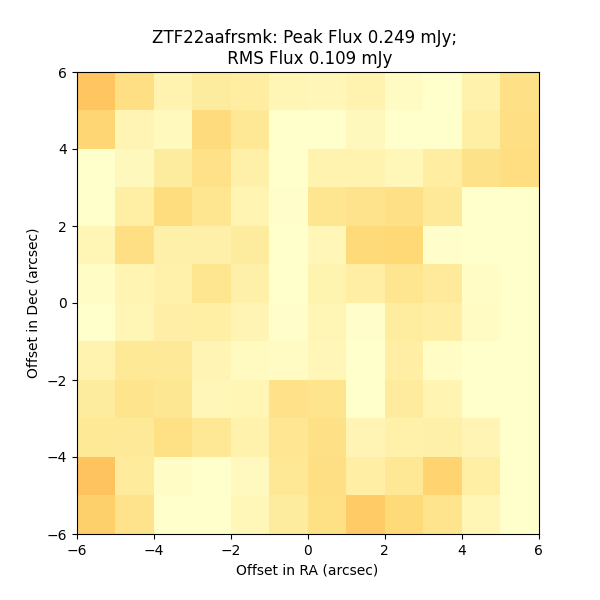 ZTF22aafrsmk: Peak Flux 0.249 mJy;
RMS Flux 0.109 mJy
6
4
2
0
−2
−4
−6
Offset in Dec (arcsec)
−6 −4 −2 0 2 4 6
Offset in RA (arcsec)